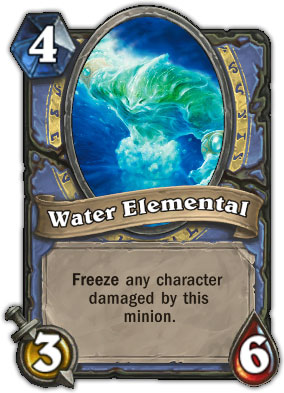 4
Water Elemental
Freeze any character
damaged by this
minion.
3
6